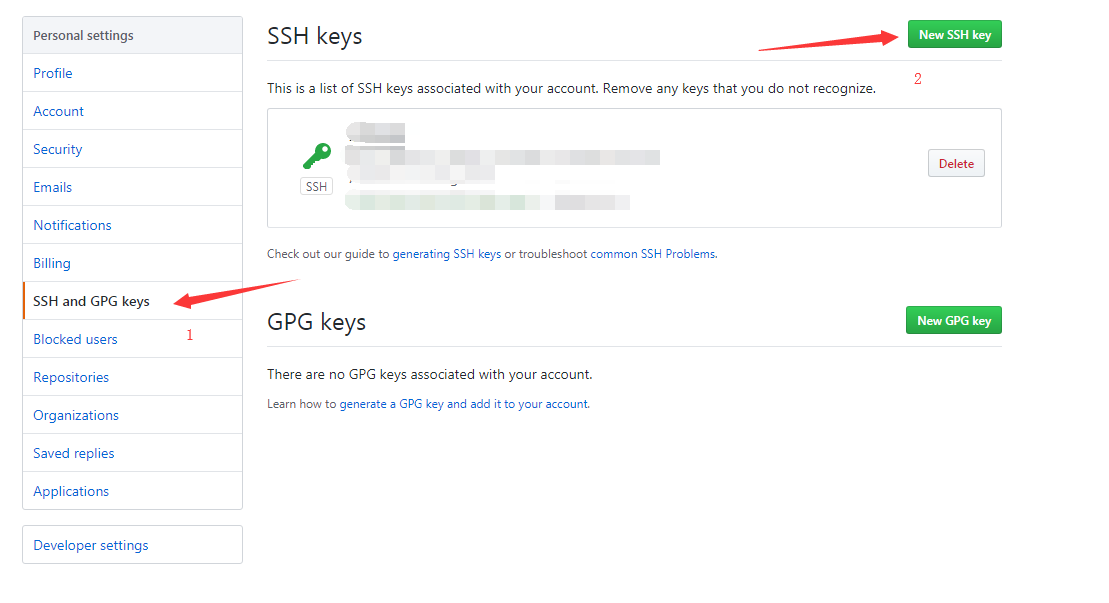 Personal settings
Profile
Account
Security
Emails
Notifications
Billing
SSH and GPG keys
1
Blocked users
Repositories
Organizations
Saved replies
Applications
Developer settings
SSH keys
New SSH key
2
This is a list of SSH keys associated with your account. Remove any keys that you do not recognize.
SSH
Delete
Check out our guide to generating SSH keys or troubleshoot common SSH Problems.
GPG keys
New GPG key
There are no GPG keys associated with your account.
Learn how to generate a GPG key and add it to your account.